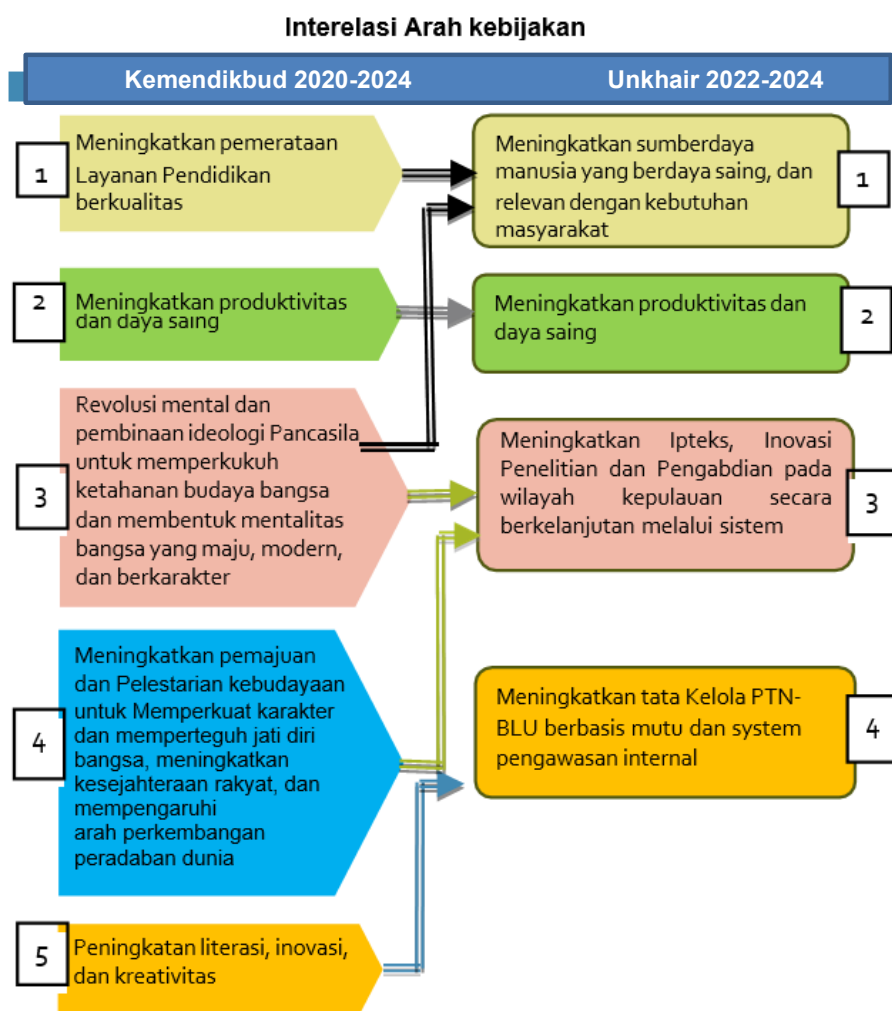 Interelasi Arah kebijakan
Kemendikbud 2020-2024
Unkhair 2022-2024
1
Meningkatkan pemerataan
Layanan Pendidikan
berkualitas
Meningkatkan sumberdaya
manusia yang berdaya saing, dan
relevan dengan kebutuhan
masyarakat
1
2
Meningkatkan produktivitas
dan daya saing
Meningkatkan produktivitas dan
daya saing
2
3
Revolusi mental dan
pembinaan ideologi Pancasila
untuk memperkukuh
ketahanan budaya bangsa
dan membentuk mentalitas
bangsa yang maju, modern,
dan berkarakter
Meningkatkan Ipteks, Inovasi
Penelitian dan Pengabdian pada
wilayah kepulauan secara
berkelanjutan melalui sistem
3
4
Meningkatkan pemajuan
dan Pelestarian kebudayaan
untuk Memperkuat karakter
dan memperteguh jati diri
bangsa, meningkatkan
kesejahteraan rakyat, dan
mempengaruhi
arah perkembangan
peradaban dunia
Meningkatkan tata Kelola PTN-
BLU berbasis mutu dan system
pengawasan internal
4
5
Peningkatan literasi, inovasi,
dan kreativitas